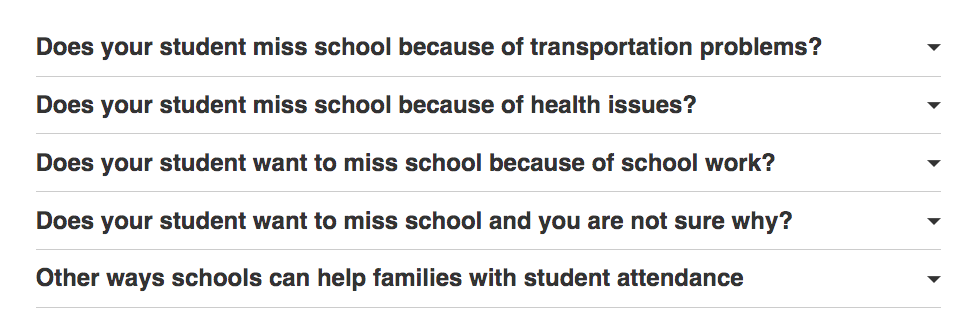 Does your student miss school because of transportation problems?
Does your student miss school because of health issues?
Does your student want to miss school because of school work?
Does your student want to miss school and you are not sure why?
Other ways schools can help families with student attendance